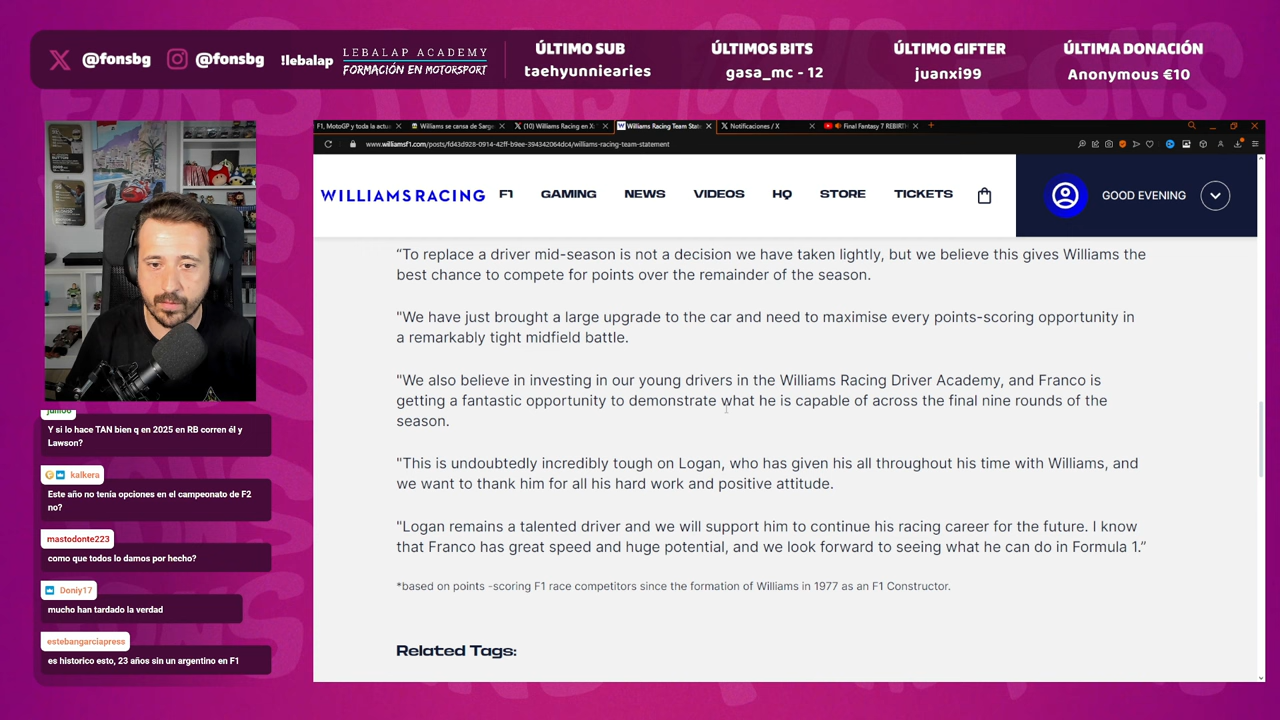 @fonsbg
@fonsbg
!lebalap
LEBALAP ACADEMY
FORMACIÓN EN MOTORSPORT
ÚLTIMO SUB
taehyunniearies
ÚLTIMOS BITS
gasa_mc - 12
ÚLTIMO GIFTER
juanxi99
ÚLTIMA DONACIÓN
Anonymous €10
F1, MotoGP y toda la actu
Williams se cansa de Sarge
(10) Williams Racing en X
Williams Racing Team Stat
Notificaciones / X
Final Fantasy 7 REBIRT
www.williamsf1.com/posts/fd43d928-0914-42ff-b9ee-394342064dc4/williams-racing-team-statement
WILLIAMS RACING
F1
GAMING
NEWS
VIDEOS
HQ
STORE
TICKETS
GOOD EVENING
“To replace a driver mid-season is not a decision we have taken lightly, but we believe this gives Williams the
best chance to compete for points over the remainder of the season.
"We have just brought a large upgrade to the car and need to maximise every points-scoring opportunity in
a remarkably tight midfield battle.
"We also believe in investing in our young drivers in the Williams Racing Driver Academy, and Franco is
getting a fantastic opportunity to demonstrate what he is capable of across the final nine rounds of the
season.
"This is undoubtedly incredibly tough on Logan, who has given his all throughout his time with Williams, and
we want to thank him for all his hard work and positive attitude.
"Logan remains a talented driver and we will support him to continue his racing career for the future. I know
that Franco has great speed and huge potential, and we look forward to seeing what he can do in Formula 1.”
*based on points -scoring F1 race competitors since the formation of Williams in 1977 as an F1 Constructor.
Related Tags:
Y si lo hace TAN bien q en 2025 en RB corren él y
Lawson?
kalkera
Este año no tenía opciones en el campeonato de F2
no?
mastodonte223
como que todos lo damos por hecho?
Doniy17
mucho han tardado la verdad
estebangarciapress
es historico esto, 23 años sin un argentino en F1